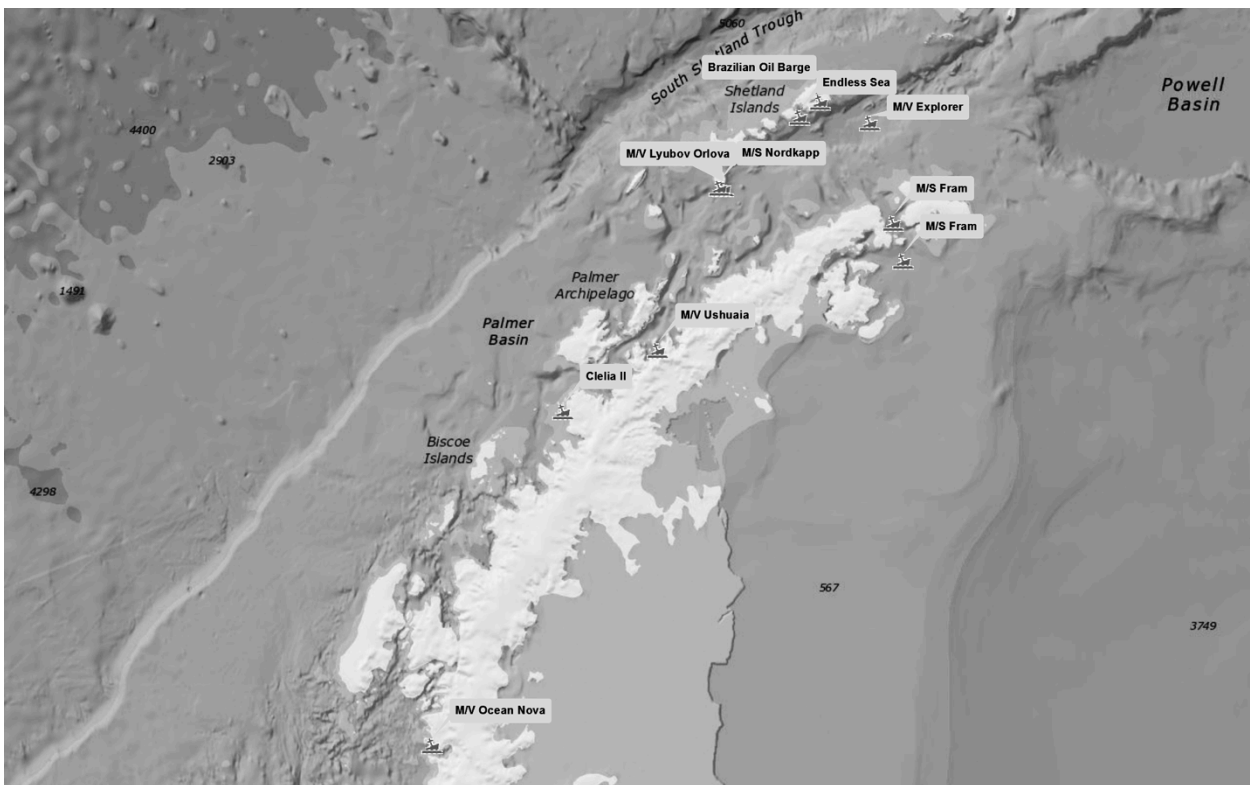 5060
South Shetland Trough
Brazilian Oil Barge
Endless Sea
Shetland
Islands
M/V Explorer
Powell
Basin
4400
2903
M/V Lyubov Orlova
M/S Nordkapp
M/S Fram
M/S Fram
Palmer
Archipelago
1491
M/V Ushuaia
Palmer
Basin
Clelia II
Biscoe
Islands
4298
567
3749
M/V Ocean Nova